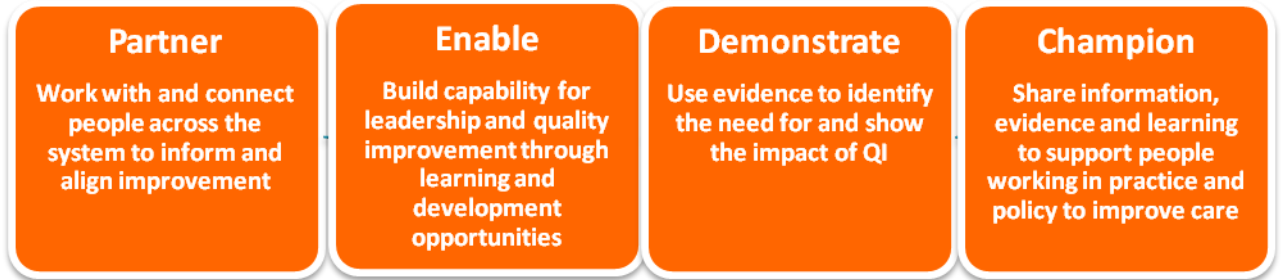 Partner
Work with and connect
people across the
system to inform and
align improvement
Enable
Build capability for
leadership and quality
improvement through
learning and
development
opportunities
Demonstrate
Use evidence to identify
the need for and show
the impact of QI
Champion
Share information,
evidence and learning
to support people
working in practice and
policy to improve care